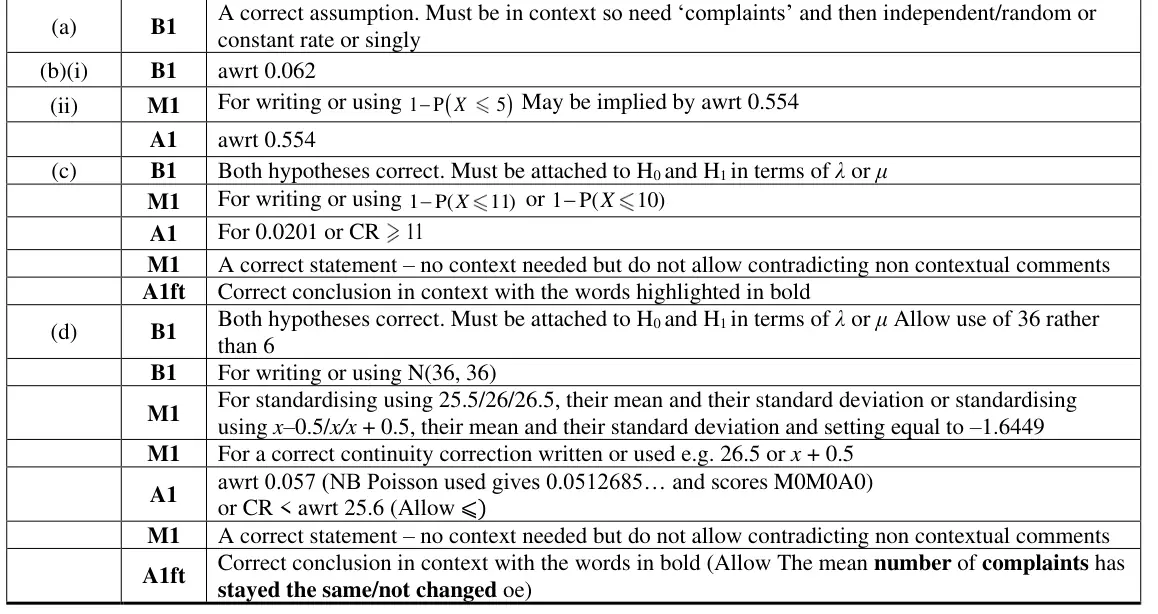 (a) B1 A correct assumption. Must be in context so need ‘complaints’ and then independent/random or
constant rate or singly
(b)(i) B1 awrt 0.062
(ii) M1 For writing or using 1–P(X ⩽ 5) May be implied by awrt 0.554
A1 awrt 0.554
(c) B1 Both hypotheses correct. Must be attached to H₀ and H₁ in terms of λ or μ
M1 For writing or using 1–P(X⩽11) or 1–P(X⩽10)
A1 For 0.0201 or CR ⩾ 11
M1 A correct statement – no context needed but do not allow contradicting non contextual comments
A1ft Correct conclusion in context with the words highlighted in bold
(d) B1 Both hypotheses correct. Must be attached to H₀ and H₁ in terms of λ or μ Allow use of 36 rather
than 6
B1 For writing or using N(36, 36)
M1 For standardising using 25.5/26/26.5, their mean and their standard deviation or standardising
using x–0.5/x/x + 0.5, their mean and their standard deviation and setting equal to –1.6449
M1 For a correct continuity correction written or used e.g. 26.5 or x + 0.5
A1 awrt 0.057 (NB Poisson used gives 0.0512685… and scores M0M0A0)
or CR < awrt 25.6 (Allow ⩽)
M1 A correct statement – no context needed but do not allow contradicting non contextual comments
A1ft Correct conclusion in context with the words in bold (Allow The mean number of complaints has
stayed the same/not changed oe)